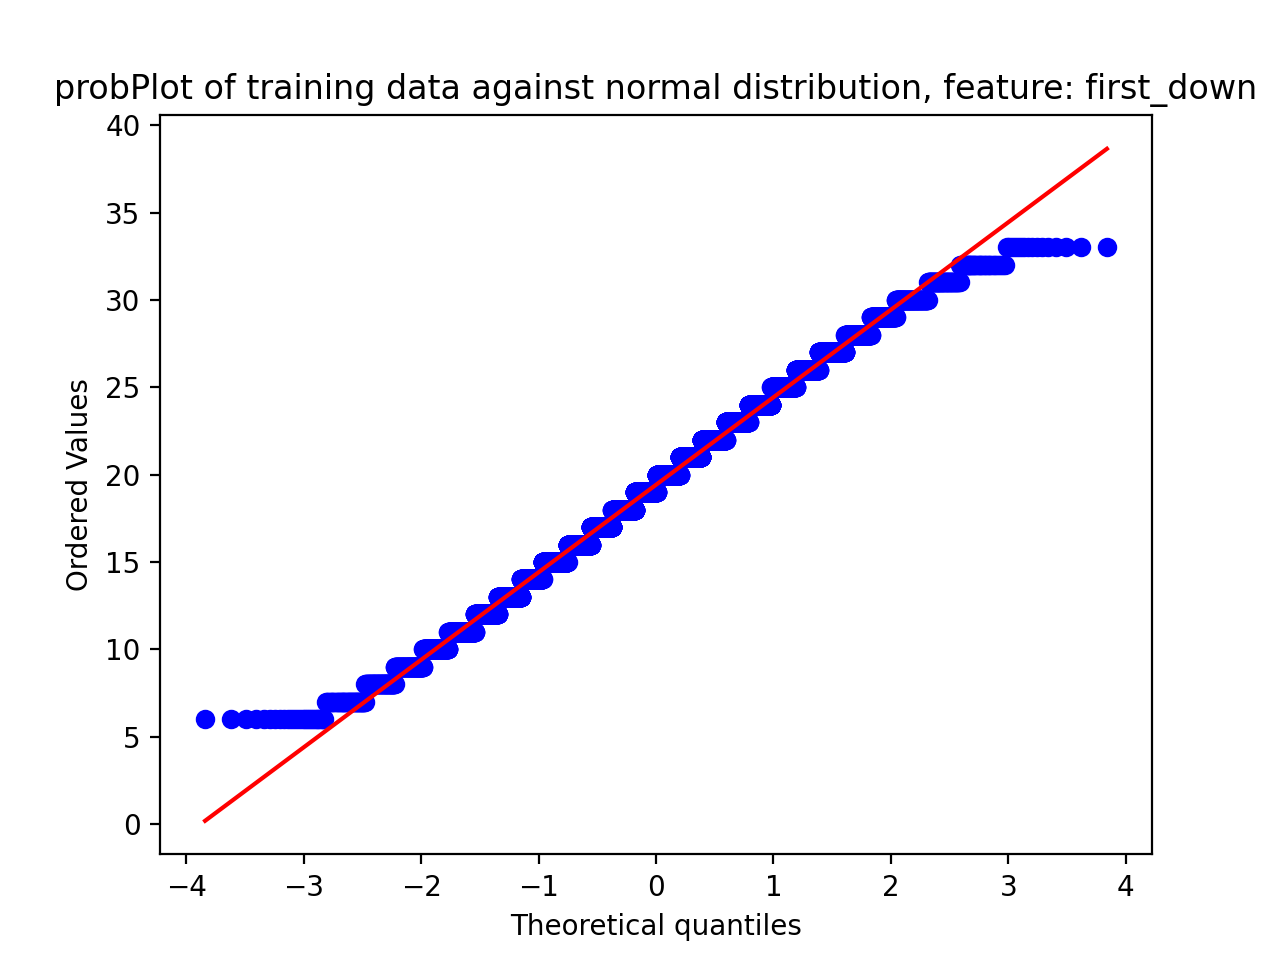 probPlot of training data against normal distribution, feature: first_down
40
35
30
25
20
15
10
5
0
Ordered Values
−4 −3 −2 −1 0 1 2 3 4
Theoretical quantiles